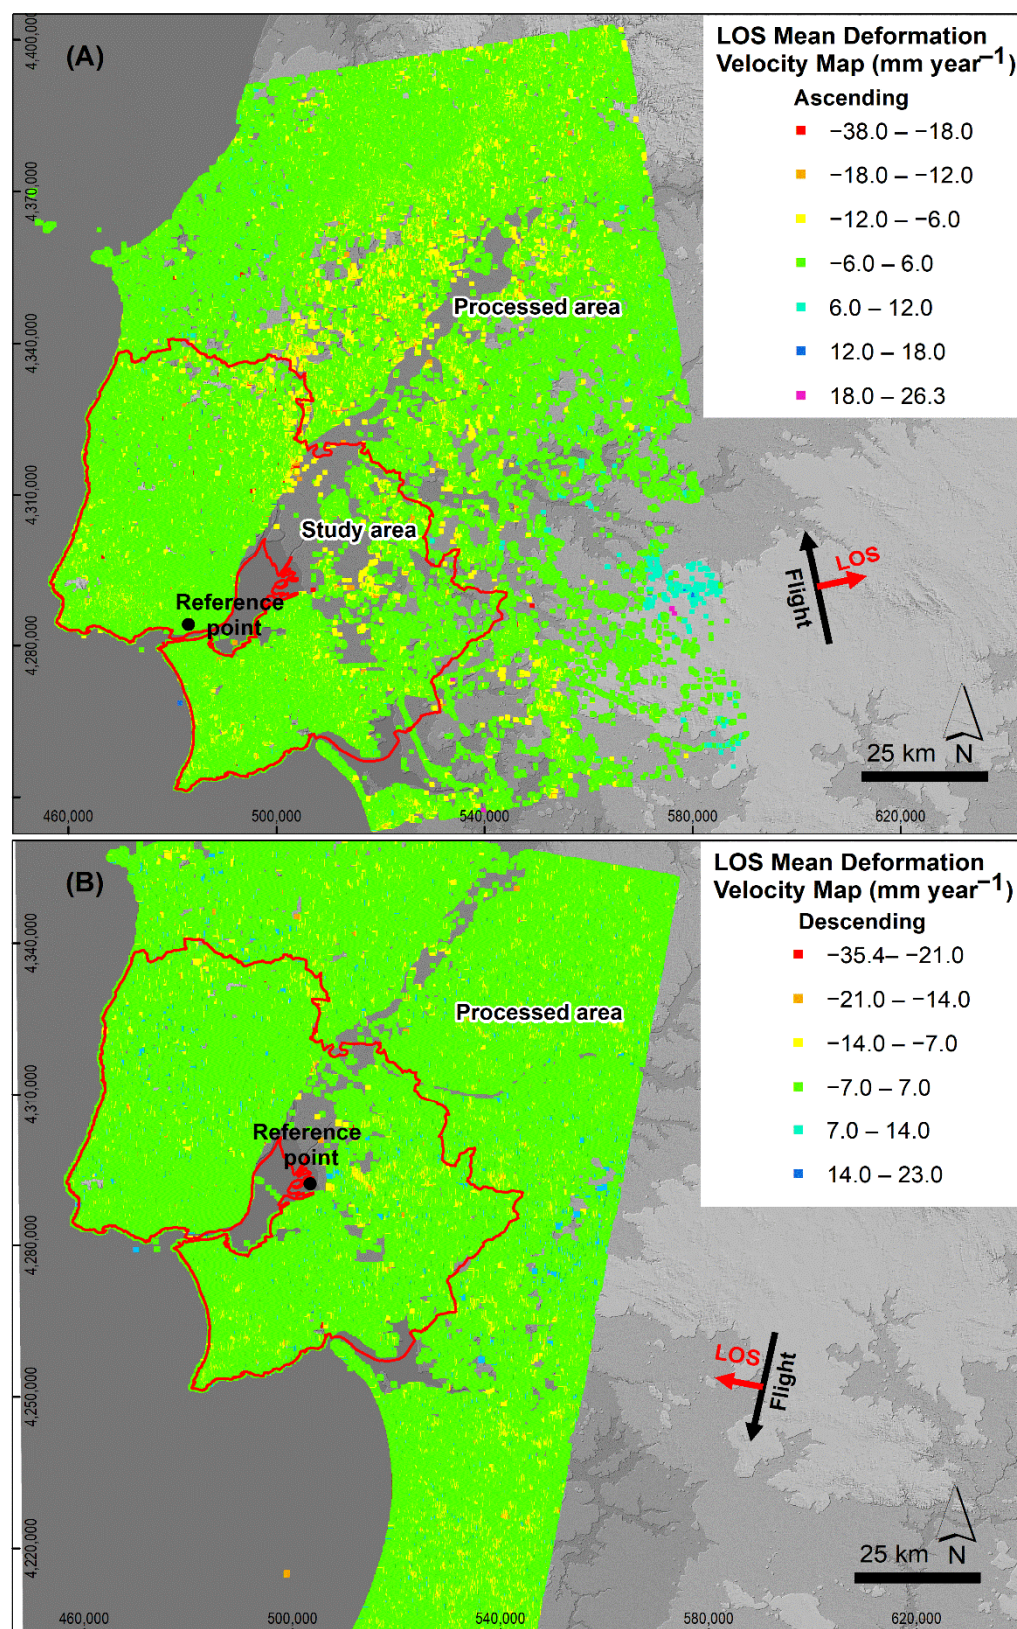 (A)
LOS Mean Deformation
Velocity Map (mm year⁻¹)
Ascending
−38.0 – −18.0
−18.0 – −12.0
−12.0 – −6.0
−6.0 – 6.0
6.0 – 12.0
12.0 – 18.0
18.0 – 26.3
4,400,000
4,370,000
4,340,000
4,310,000
4,280,000
Processed area
Study area
Reference
point
LOS
Flight
25 km
N
460,000
500,000
540,000
580,000
620,000
(B)
LOS Mean Deformation
Velocity Map (mm year⁻¹)
Descending
−35.4– −21.0
−21.0 – −14.0
−14.0 – −7.0
−7.0 – 7.0
7.0 – 14.0
14.0 – 23.0
4,340,000
4,310,000
4,280,000
4,250,000
4,220,000
Processed area
Reference
point
LOS
Flight
25 km
N
460,000
500,000
540,000
580,000
620,000